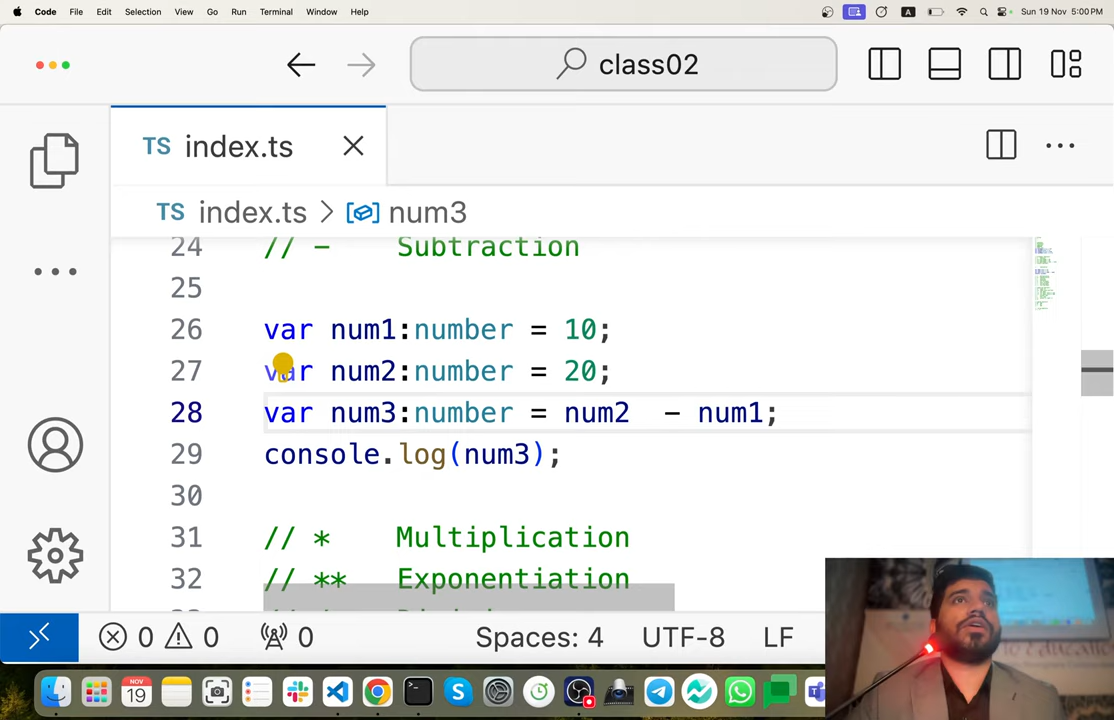 Code File Edit Selection View Go Run Terminal Window Help A Sun 19 Nov 5:00 PM
class02
TS index.ts
TS index.ts > num3
24 // - Subtraction
25
26 var num1:number = 10;
27 var num2:number = 20;
28 var num3:number = num2  - num1;
29 console.log(num3);
30
31 // * Multiplication
32 // ** Exponentiation
0 0 0 Spaces: 4 UTF-8 LF
NOV
19